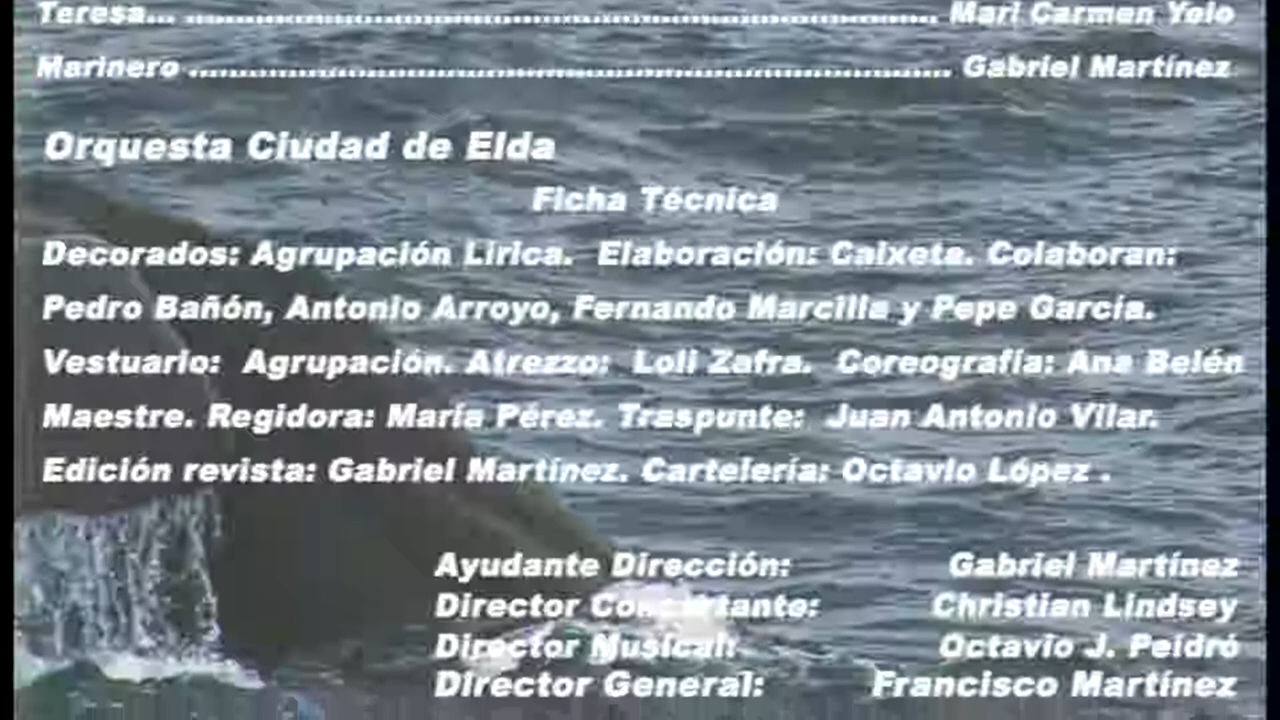 Teresa... ........................................................................................ Mari Carmen Yelo
Marinero ......................................................................................... Gabriel Martínez
Orquesta Ciudad de Elda
Ficha Técnica
Decorados: Agrupación Lirica. Elaboración: Caixeta. Colaboran:
Pedro Bañón, Antonio Arroyo, Fernando Marcilla y Pepe García.
Vestuario: Agrupación. Atrezzo: Loli Zafra. Coreografía: Ana Belén
Maestre. Regidora: María Pérez. Traspunte: Juan Antonio Vilar.
Edición revista: Gabriel Martínez. Cartelería: Octavio López .
Ayudante Dirección: Gabriel Martínez
Director Concertante: Christian Lindsey
Director Musical: Octavio J. Peidró
Director General: Francisco Martínez